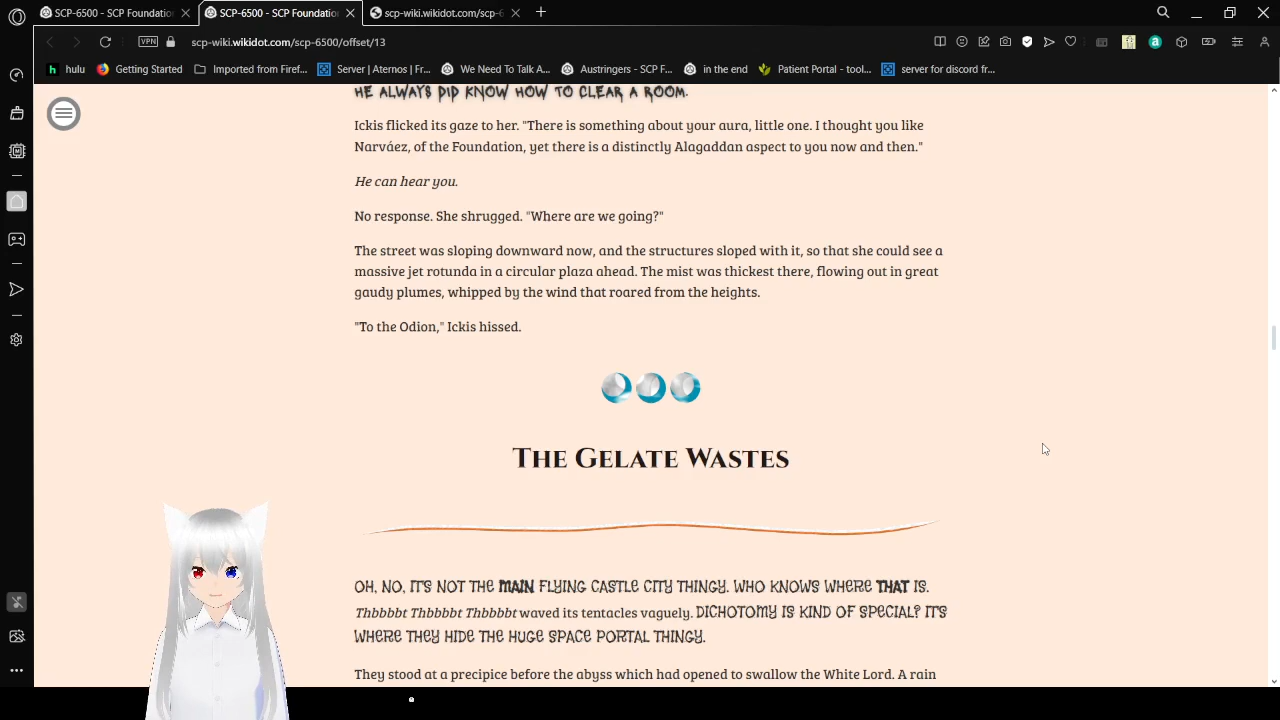 SCP-6500 - SCP Foundatio
SCP-6500 - SCP Foundatio
scp-wiki.wikidot.com/scp-6
VPN
scp-wiki.wikidot.com/scp-6500/offset/13
hulu
Getting Started
Imported from Firef...
Server | Aternos | Fr...
We Need To Talk A...
Austringers - SCP F...
in the end
Patient Portal - tool...
server for discord fr...
HE ALWAYS DID KNOW HOW TO CLEAR A ROOM.
Ickis flicked its gaze to her. "There is something about your aura, little one. I thought you like
Narváez, of the Foundation, yet there is a distinctly Alagaddan aspect to you now and then."
He can hear you.
No response. She shrugged. "Where are we going?"
The street was sloping downward now, and the structures sloped with it, so that she could see a
massive jet rotunda in a circular plaza ahead. The mist was thickest there, flowing out in great
gaudy plumes, whipped by the wind that roared from the heights.
"To the Odion," Ickis hissed.
The Gelate Wastes
OH, NO, IT'S NOT THE MAIN FLYING CASTLE CITY THINGY. WHO KNOWS WHERE THAT IS.
Thbbbbt Thbbbbt Thbbbbt waved its tentacles vaguely. DICHOTOMY IS KIND OF SPECIAL? IT'S
WHERE THEY HIDE THE HUGE SPACE PORTAL THINGY.
They stood at a precipice before the abyss which had opened to swallow the White Lord. A rain